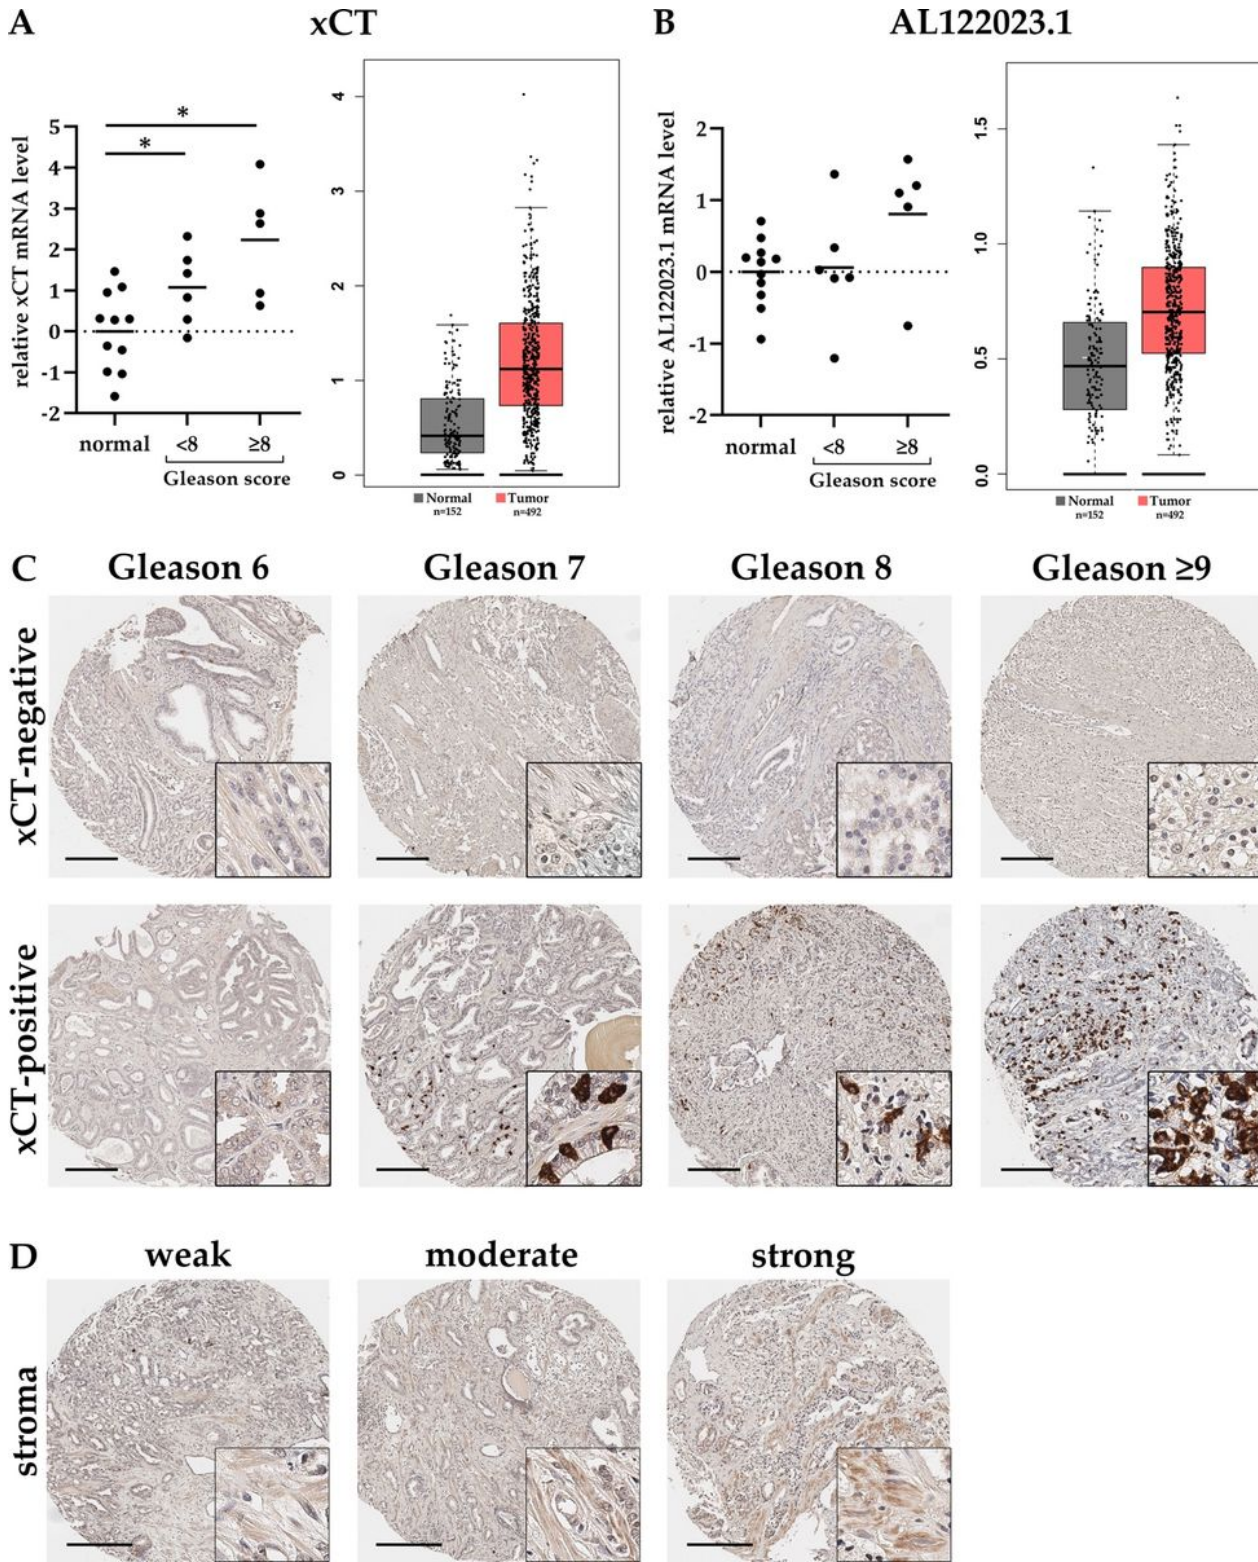 A
xCT
B
AL122023.1
relative xCT mRNA level
5
4
3
2
1
0
-1
-2
*
*
normal
<8
≥8
Gleason score
4
3
2
1
0
Normal
n=152
Tumor
n=492
relative AL122023.1 mRNA level
2
1
0
-1
-2
normal
<8
≥8
Gleason score
1.5
1.0
0.5
0.0
Normal
n=152
Tumor
n=492
C
Gleason 6
Gleason 7
Gleason 8
Gleason ≥9
xCT-negative
xCT-positive
D
weak
moderate
strong
stroma